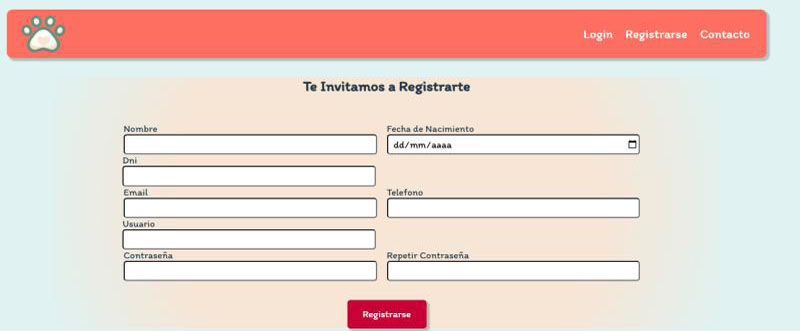 Login Registrarse Contacto
Te Invitamos a Registrarte
Nombre Fecha de Nacimiento
dd/mm/aaaa
Dni
Email Telefono
Usuario
Contraseña Repetir Contraseña
Registrarse